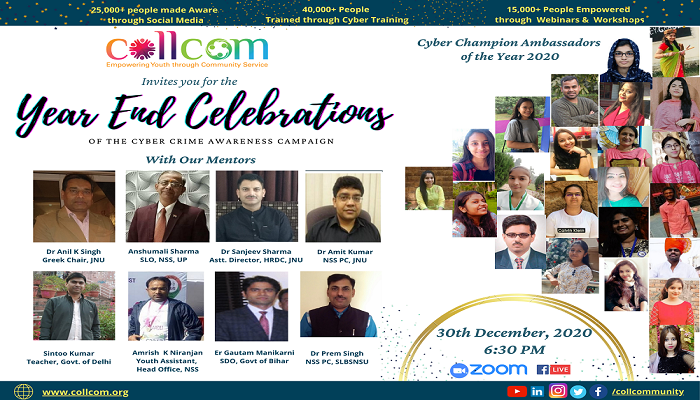 25,000+ people made Aware
through Social Media
40,000+ People
Trained through Cyber Training
15,000+ People Empowered
through Webinars & Workshops
collcom
Empowering Youth through Community Service
Invites you for the
Year End Celebrations
OF THE CYBER CRIME AWARENESS CAMPAIGN
With Our Mentors
Dr Anil K Singh
Greek Chair, JNU
Anshumali Sharma
SLO, NSS, UP
Dr Sanjeev Sharma
Astt. Director, HRDC, JNU
Dr Amit Kumar
NSS PC, JNU
Sintoo Kumar
Teacher, Govt. of Delhi
Amrish K Niranjan
Youth Assistant,
Head Office, NSS
Er Gautam Manikarni
SDO, Govt of Bihar
Dr Prem Singh
NSS PC, SLBSNSU
Cyber Champion Ambassadors
of the Year 2020
30th December, 2020
6:30 PM
zoom
f LIVE
www.collcom.org
/collcommunity